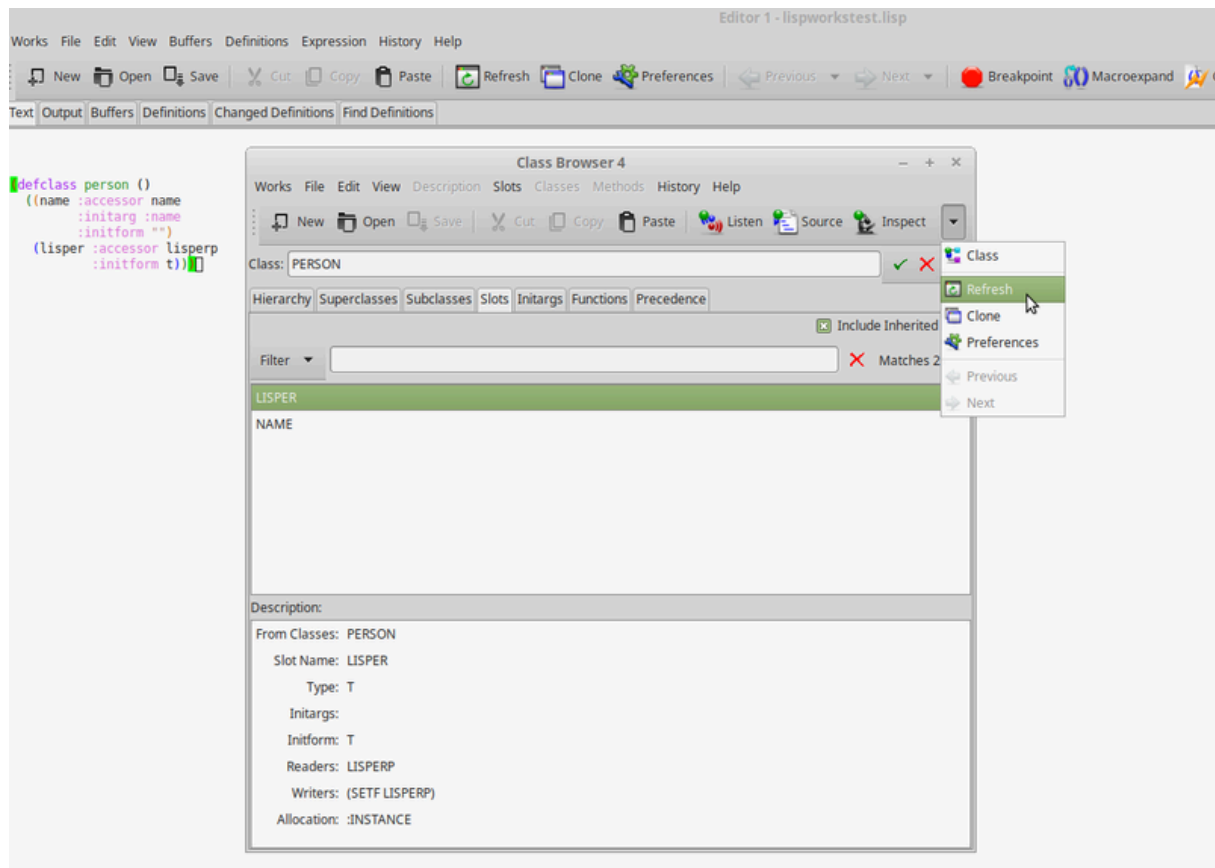 Editor 1 - lispworkstest.lisp
Works File Edit View Buffers Definitions Expression History Help
New Open Save Cut Copy Paste Refresh Clone Preferences Previous Next Breakpoint Macroexpand
Text Output Buffers Definitions Changed Definitions Find Definitions
(defclass person ()
((name :accessor name
:initarg :name
:initform "")
(lisper :accessor lisperp
:initform t)))
Class Browser 4
Works File Edit View Description Slots Classes Methods History Help
New Open Save Cut Copy Paste Listen Source Inspect
Class: PERSON
Hierarchy Superclasses Subclasses Slots Initargs Functions Precedence
Include Inherited
Filter Matches 2
LISPER
NAME
Description:
From Classes: PERSON
Slot Name: LISPER
Type: T
Initargs:
Initform: T
Readers: LISPERP
Writers: (SETF LISPERP)
Allocation: :INSTANCE
Class
Refresh
Clone
Preferences
Previous
Next